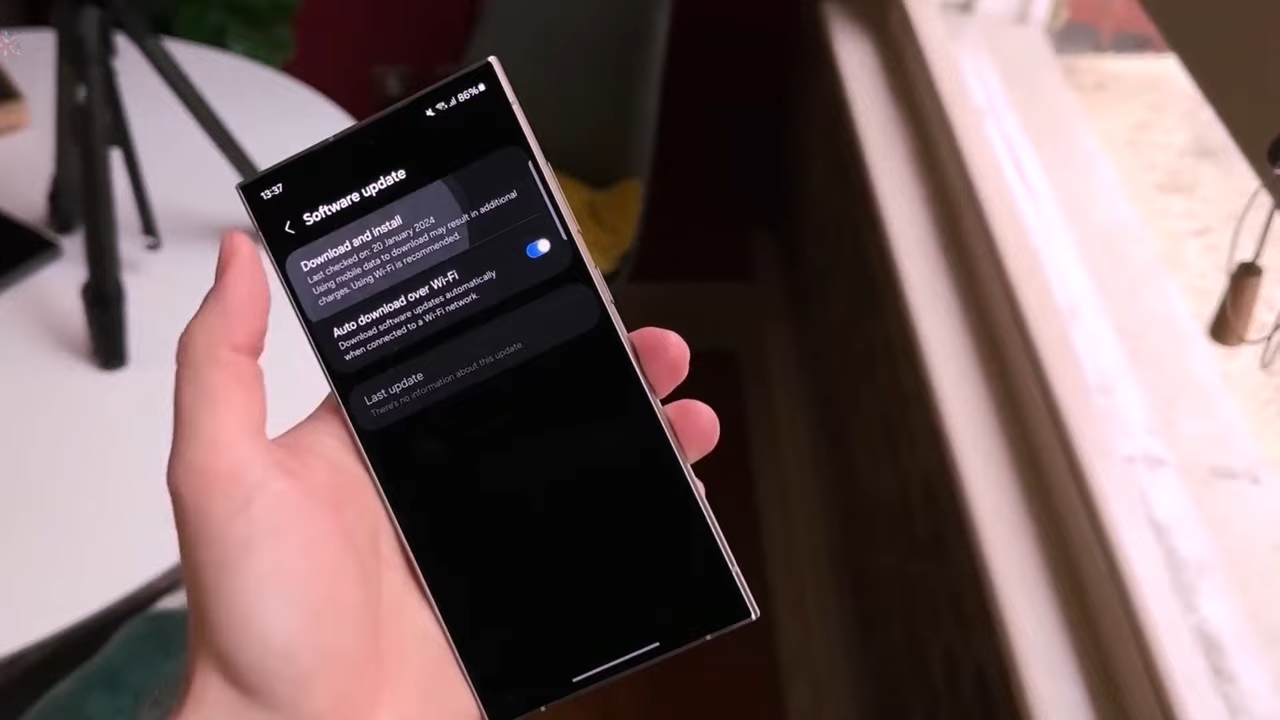 13:37
86%
Software update
Download and install
Last checked on: 20 January 2024
Using mobile data to download may result in additional
charges. Using Wi-Fi is recommended.
Auto download over Wi-Fi
Download software updates automatically
when connected to a Wi-Fi network.
Last update
There's no information about this update.